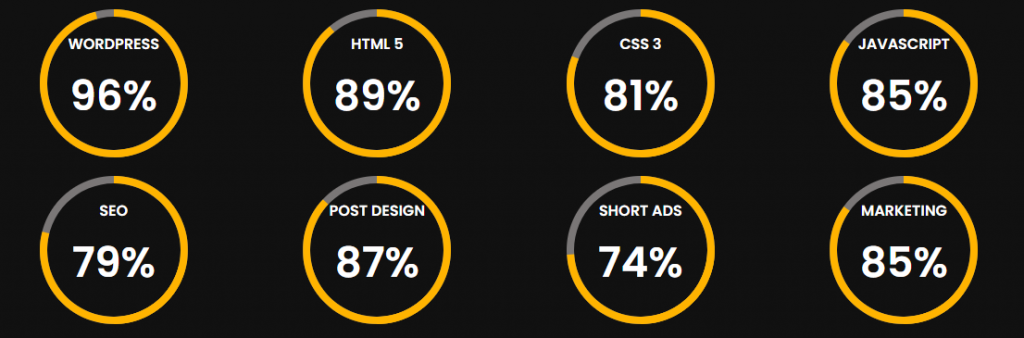 WORDPRESS
96%
HTML 5
89%
CSS 3
81%
JAVASCRIPT
85%
SEO
79%
POST DESIGN
87%
SHORT ADS
74%
MARKETING
85%